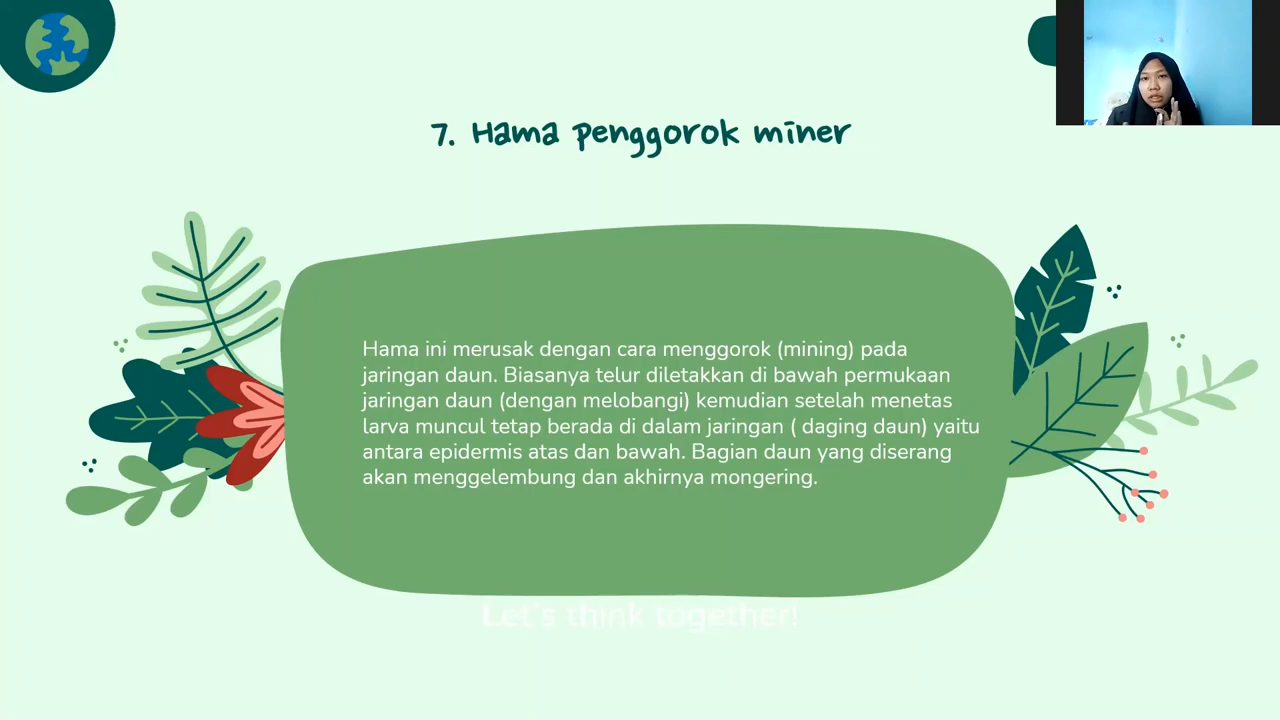 7. Hama penggorok miner
Hama ini merusak dengan cara menggorok (mining) pada
jaringan daun. Biasanya telur diletakkan di bawah permukaan
jaringan daun (dengan melobangi) kemudian setelah menetas
larva muncul tetap berada di dalam jaringan ( daging daun) yaitu
antara epidermis atas dan bawah. Bagian daun yang diserang
akan menggelembung dan akhirnya mongering.
Let's think together!